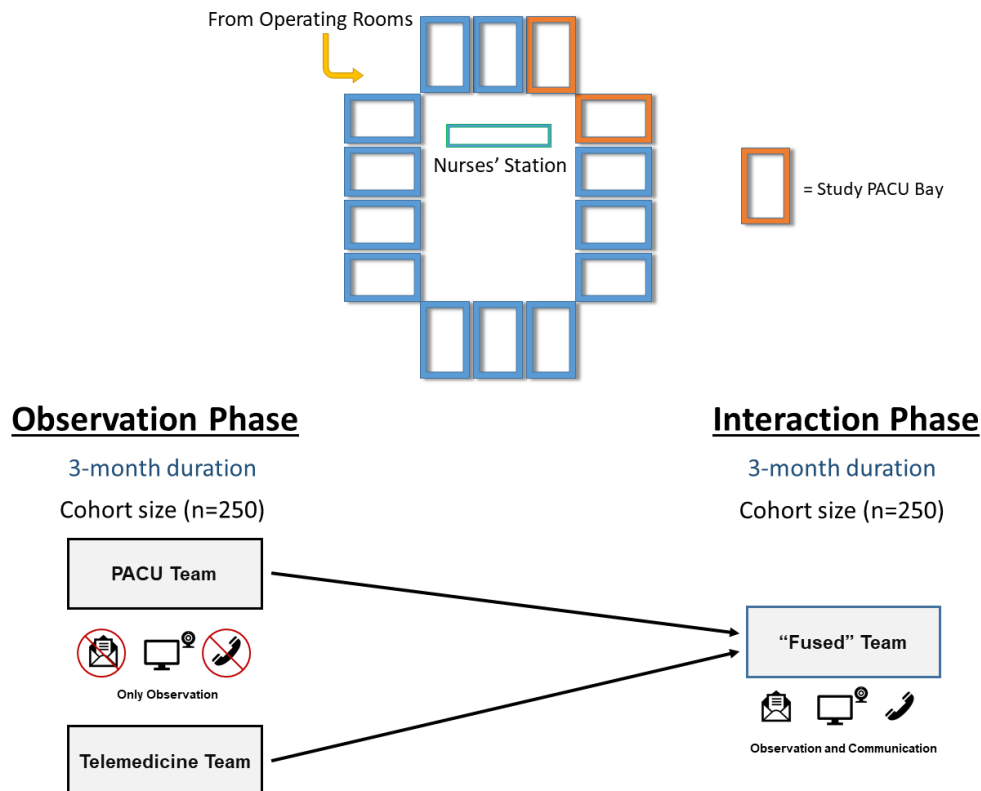 From Operating Rooms
Nurses’ Station
= Study PACU Bay
Observation Phase
3-month duration
Cohort size (n=250)
PACU Team
Only Observation
Telemedicine Team
Interaction Phase
3-month duration
Cohort size (n=250)
“Fused” Team
Observation and Communication